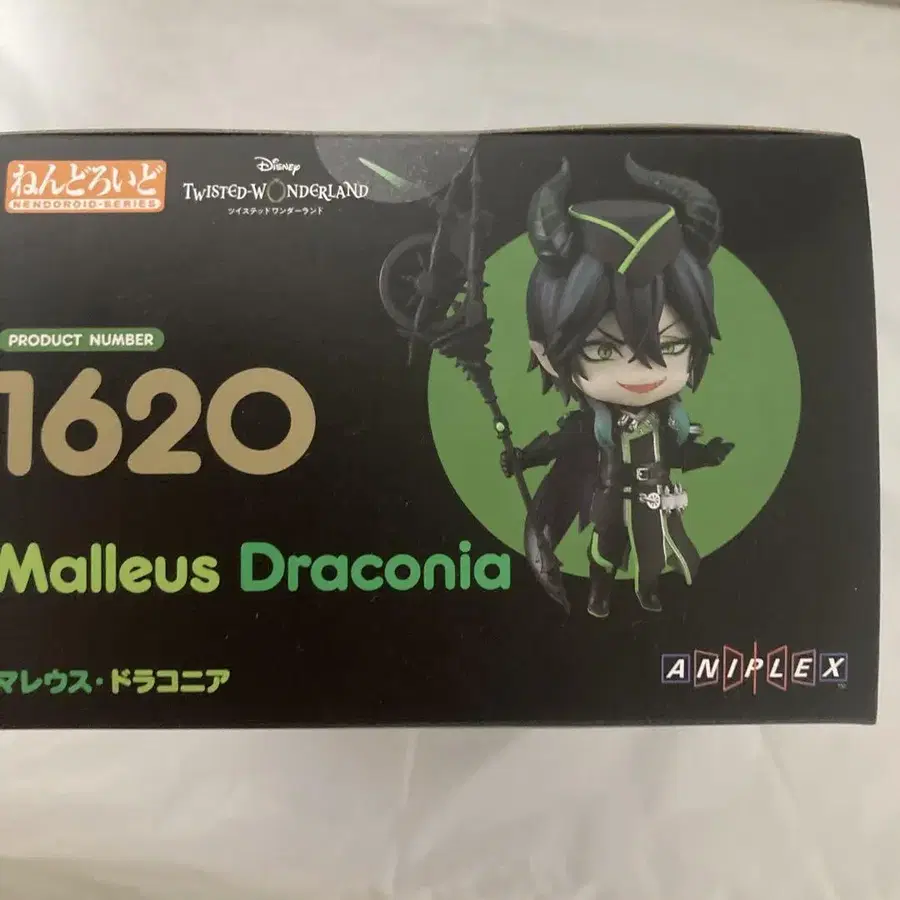 ねんどろいど
NENDOROID-SERIES
Disney
TWISTED-WONDERLAND
ツイステッドワンダーランド
PRODUCT NUMBER
1620
Malleus Draconia
マレウス・ドラコニア
ANIPLEX
TM